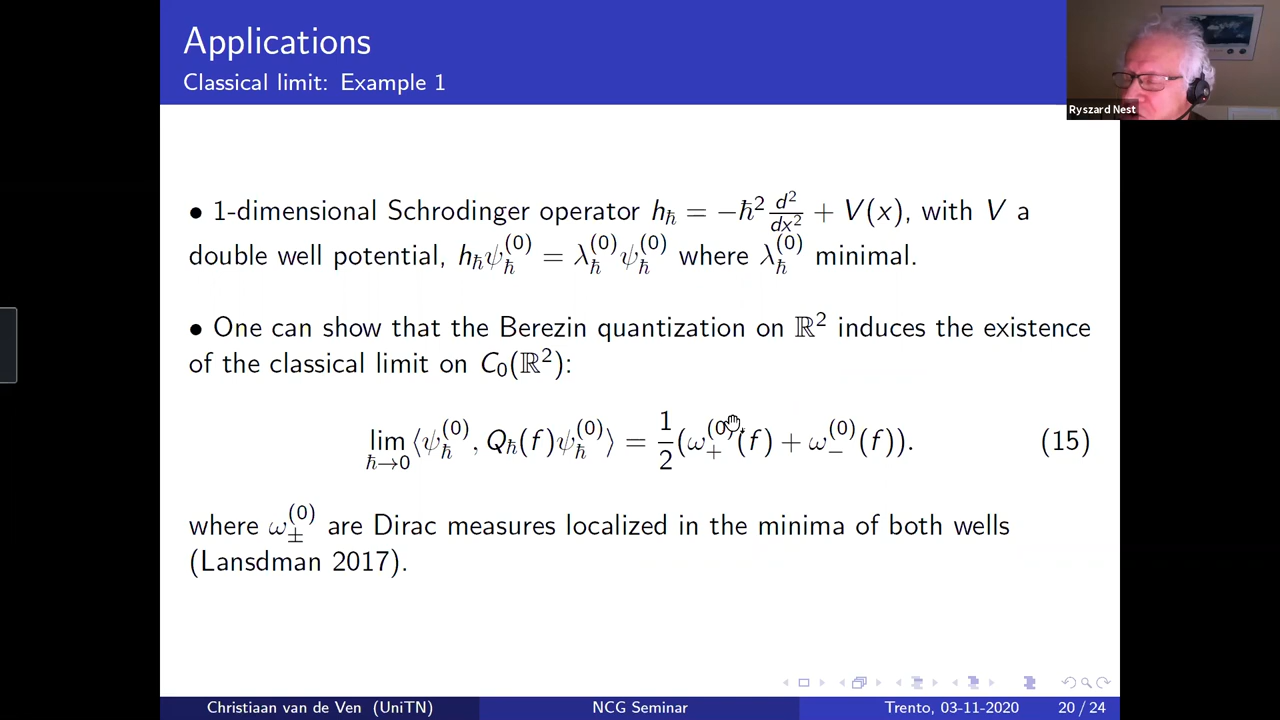 Applications
Classical limit: Example 1
Ryszard Nest
• 1-dimensional Schrodinger operator h_ħ = −ħ² d²/dx² + V(x), with V a
double well potential, h_ħ ψ_ħ^(0) = λ_ħ^(0) ψ_ħ^(0) where λ_ħ^(0) minimal.
• One can show that the Berezin quantization on ℝ² induces the existence
of the classical limit on C₀(ℝ²):
lim_{ħ→0} ⟨ψ_ħ^(0), Q_ħ(f)ψ_ħ^(0)⟩ = 1/2 (ω_+^(0)(f) + ω_−^(0)(f)). (15)
where ω_±^(0) are Dirac measures localized in the minima of both wells
(Lansdman 2017).
Christiaan van de Ven (UniTN) NCG Seminar Trento, 03-11-2020 20 / 24